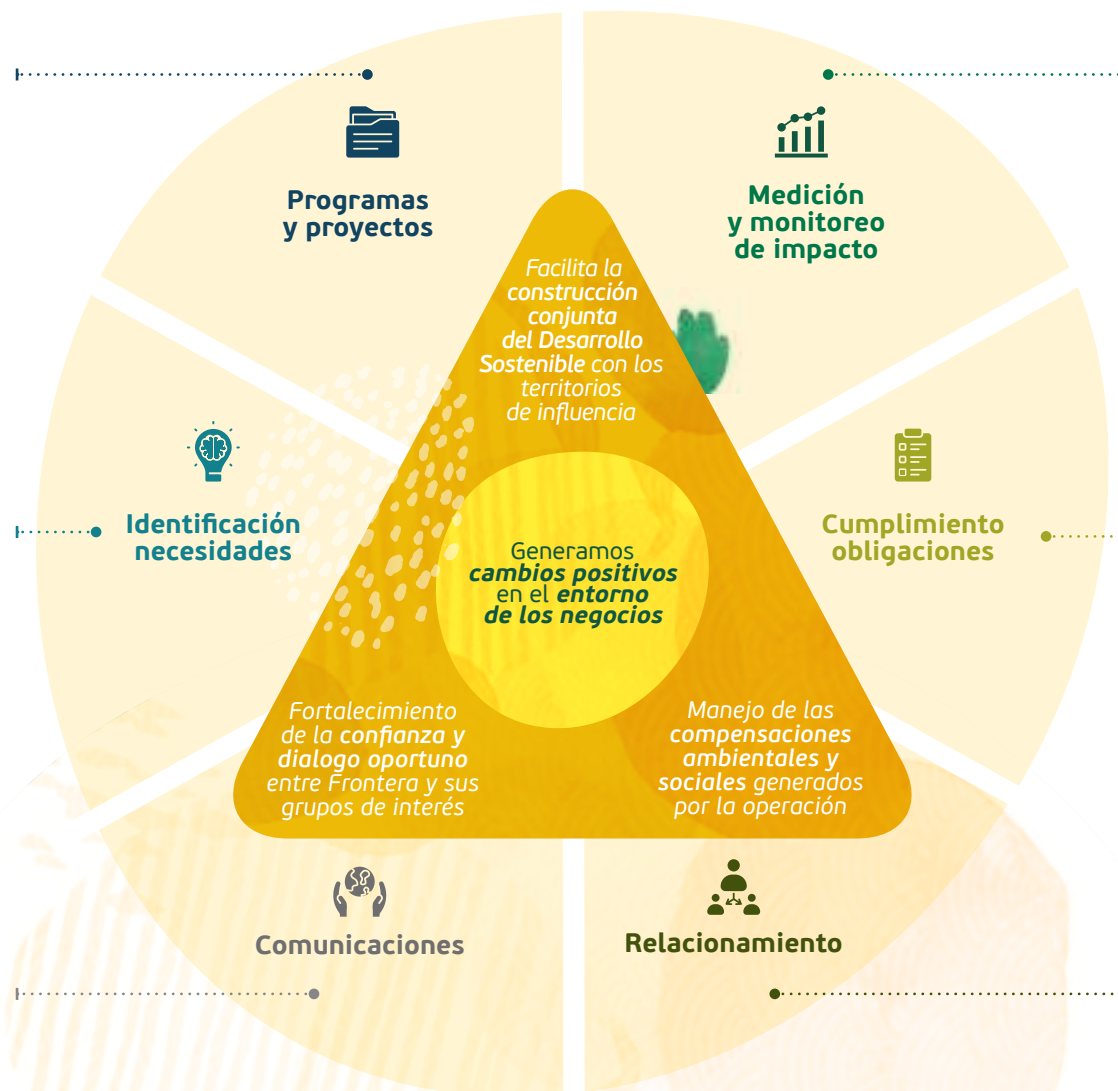 Programas
y proyectos
Medición
y monitoreo
de impacto
Facilita la
construcción
conjunta
del Desarrollo
Sostenible con los
territorios
de influencia
Identificación
necesidades
Cumplimiento
obligaciones
Generamos
cambios positivos
en el entorno
de los negocios
Fortalecimiento
de la confianza y
dialogo oportuno
entre Frontera y sus
grupos de interés
Manejo de las
compensaciones
ambientales y
sociales generados
por la operación
Comunicaciones
Relacionamiento